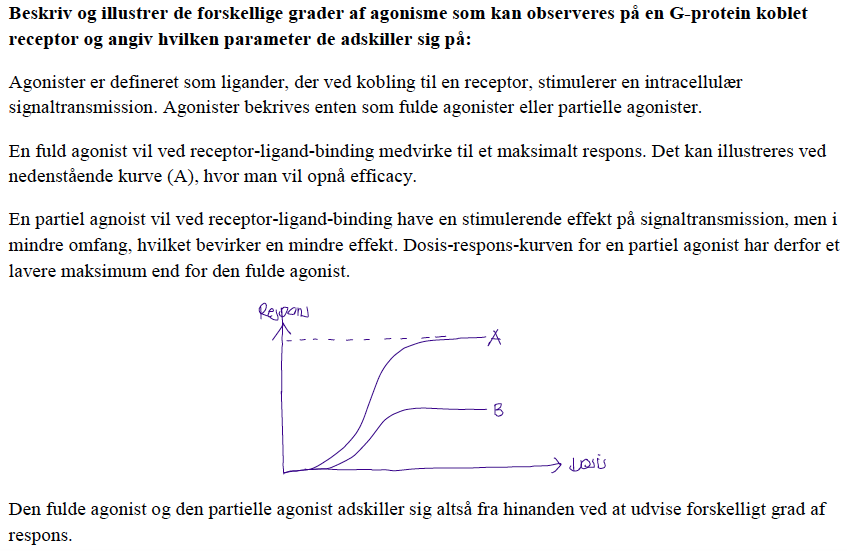 Beskriv og illustrer de forskellige grader af agonisme som kan observeres på en G-protein koblet
receptor og angiv hvilken parameter de adskiller sig på:
Agonister er defineret som ligander, der ved kobling til en receptor, stimulerer en intracellulær
signaltransmission. Agonister bekrives enten som fulde agonister eller partielle agonister.
En fuld agonist vil ved receptor-ligand-binding medvirke til et maksimalt respons. Det kan illustreres ved
nedenstående kurve (A), hvor man vil opnå efficacy.
En partiel agnoist vil ved receptor-ligand-binding have en stimulerende effekt på signaltransmission, men i
mindre omfang, hvilket bevirker en mindre effekt. Dosis-respons-kurven for en partiel agonist har derfor et
lavere maksimum end for den fulde agonist.
Respons
A
B
Dosis
Den fulde agonist og den partielle agonist adskiller sig altså fra hinanden ved at udvise forskelligt grad af
respons.